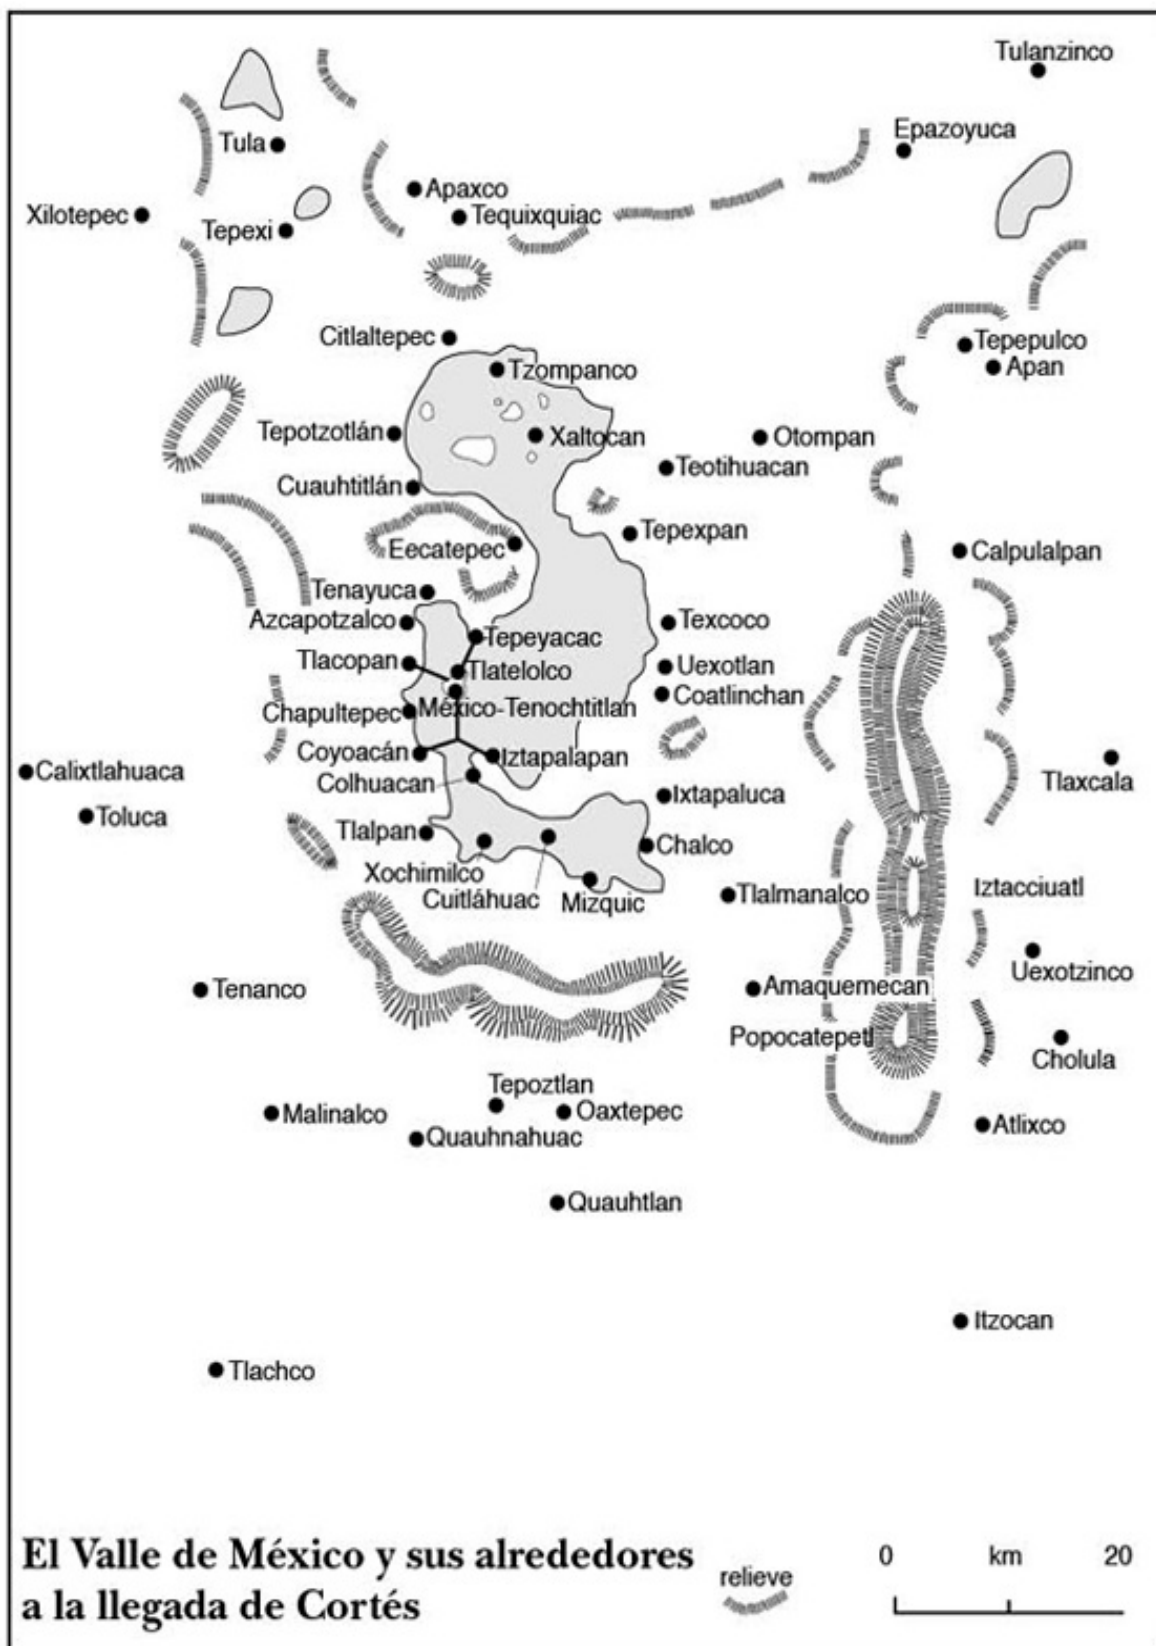 Tulanzinco
Epazoyuca
Tula
Apaxco
Xilotepec
Tequixquiac
Tepexi
Citlaltepec
Tepepulco
Apan
Tzompanco
Tepotzotlán
Xaltocan
Otompan
Teotihuacan
Cuauhtitlán
Tepexpan
Eecatepec
Calpulalpan
Tenayuca
Azcapotzalco
Tepeyacac
Texcoco
Tlacopan
Tlatelolco
Uexotlan
Coatlinchan
Chapultepec
México-Tenochtitlan
Coyoacán
Iztapalapan
Calixtlahuaca
Colhuacan
Tlaxcala
Ixtapaluca
Toluca
Tlalpan
Chalco
Xochimilco
Cuitláhuac
Mizquic
Tlalmanalco
Iztacciuatl
Uexotzinco
Tenanco
Amaquemecan
Popocatepetl
Cholula
Tepoztlan
Malinalco
Oaxtepec
Atlixco
Quauhnahuac
Quauhtlan
Itzocan
Tlachco
El Valle de México y sus alrededores
a la llegada de Cortés
relieve
0 km 20